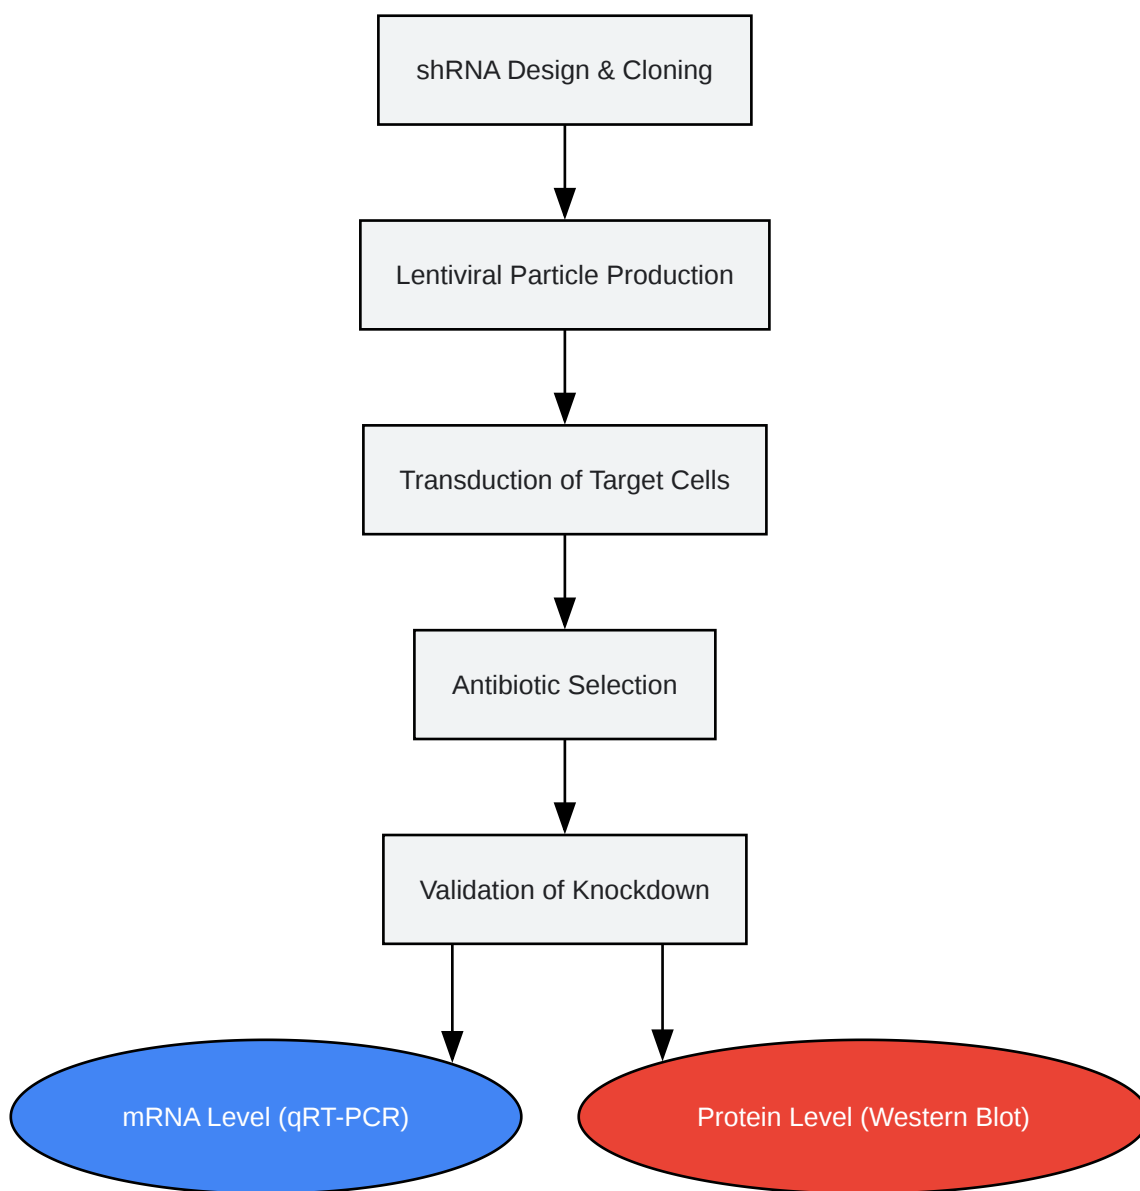 shRNA Design & Cloning
Lentiviral Particle Production
Transduction of Target Cells
Antibiotic Selection
Validation of Knockdown
mRNA Level (qRT-PCR)
Protein Level (Western Blot)